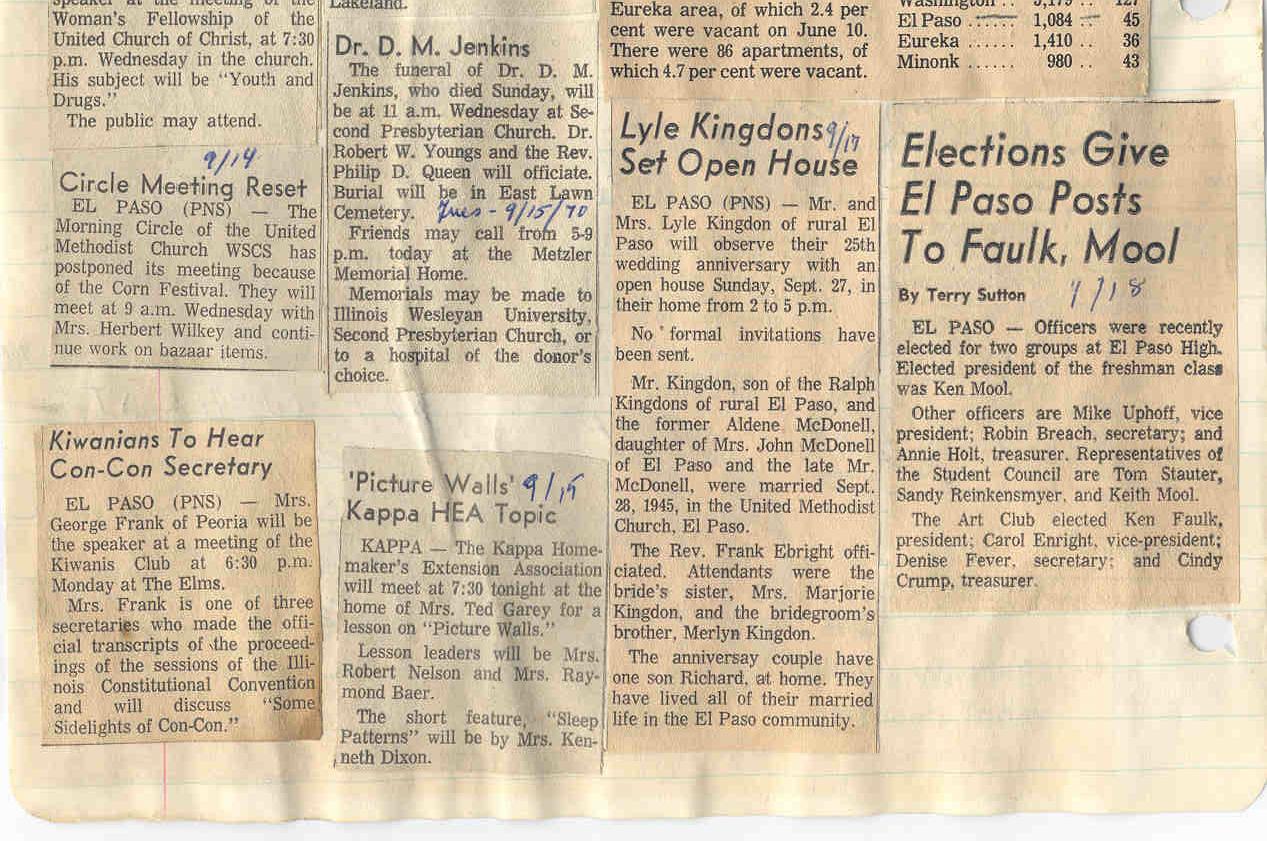 speaker at the meeting of the
Woman's Fellowship of the
United Church of Christ, at 7:30
p.m. Wednesday in the church.
His subject will be "Youth and
Drugs."
The public may attend.
9/14
Circle Meeting Reset
EL PASO (PNS) — The
Morning Circle of the United
Methodist Church WSCS has
postponed its meeting because
of the Corn Festival. They will
meet at 9 a.m. Wednesday with
Mrs. Herbert Wilkey and conti-
nue work on bazaar items.
Kiwanians To Hear
Con-Con Secretary
EL PASO (PNS) — Mrs.
George Frank of Peoria will be
the speaker at a meeting of the
Kiwanis Club at 6:30 p.m.
Monday at The Elms.
Mrs. Frank is one of three
secretaries who made the offi-
cial transcripts of the proceed-
ings of the sessions of the Illi-
nois Constitutional Convention
and will discuss "Some
Sidelights of Con-Con."
Lakeland.
Dr. D. M. Jenkins
The funeral of Dr. D. M.
Jenkins, who died Sunday, will
be at 11 a.m. Wednesday at Se-
cond Presbyterian Church. Dr.
Robert W. Youngs and the Rev.
Philip D. Queen will officiate.
Burial will be in East Lawn
Cemetery. Tues - 9/15/70
Friends may call from 5-9
p.m. today at the Metzler
Memorial Home.
Memorials may be made to
Illinois Wesleyan University,
Second Presbyterian Church, or
to a hospital of the donor's
choice.
'Picture Walls' 9/15
Kappa HEA Topic
KAPPA — The Kappa Home-
maker's Extension Association
will meet at 7:30 tonight at the
home of Mrs. Ted Garey for a
lesson on "Picture Walls."
Lesson leaders will be Mrs.
Robert Nelson and Mrs. Ray-
mond Baer.
The short feature, "Sleep
Patterns" will be by Mrs. Ken-
neth Dixon.
Eureka area, of which 2.4 per
cent were vacant on June 10.
There were 86 apartments, of
which 4.7 per cent were vacant.
Lyle Kingdons 9/17
Set Open House
EL PASO (PNS) — Mr. and
Mrs. Lyle Kingdon of rural El
Paso will observe their 25th
wedding anniversary with an
open house Sunday, Sept. 27, in
their home from 2 to 5 p.m.
No formal invitations have
been sent.
Mr. Kingdon, son of the Ralph
Kingdons of rural El Paso, and
the former Aldene McDonell,
daughter of Mrs. John McDonell
of El Paso and the late Mr.
McDonell, were married Sept.
28, 1945, in the United Methodist
Church, El Paso.
The Rev. Frank Ebright offi-
ciated. Attendants were the
bride's sister, Mrs. Marjorie
Kingdon, and the bridegroom's
brother, Merlyn Kingdon.
The anniversay couple have
one son Richard, at home. They
have lived all of their married
life in the El Paso community.
Washington .. 3,179 .. 127
El Paso ...... 1,084 .. 45
Eureka ...... 1,410 .. 36
Minonk ...... 980 .. 43
Elections Give
El Paso Posts
To Faulk, Mool
By Terry Sutton 9/18
EL PASO — Officers were recently
elected for two groups at El Paso High.
Elected president of the freshman class
was Ken Mool.
Other officers are Mike Uphoff, vice
president; Robin Breach, secretary; and
Annie Holt, treasurer. Representatives of
the Student Council are Tom Stauter,
Sandy Reinkensmyer, and Keith Mool.
The Art Club elected Ken Faulk,
president; Carol Enright, vice-president;
Denise Fever, secretary; and Cindy
Crump, treasurer.